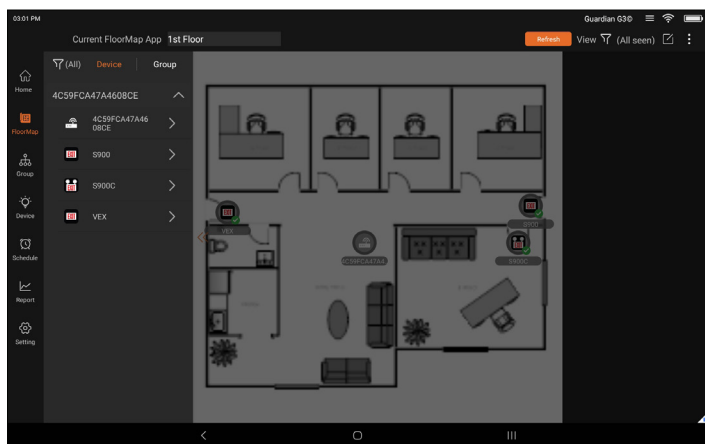 03:01 PM
Guardian G3©
Current FloorMap App 1st Floor
Refresh
View (All seen)
(All) Device Group
Home
4C59FCA47A4608CE
FloorMap
4C59FCA47A46
08CE
S900
Group
S900C
Device
VEX
VEX
S900
4C59FCA47A4
S900C
Schedule
Report
Setting